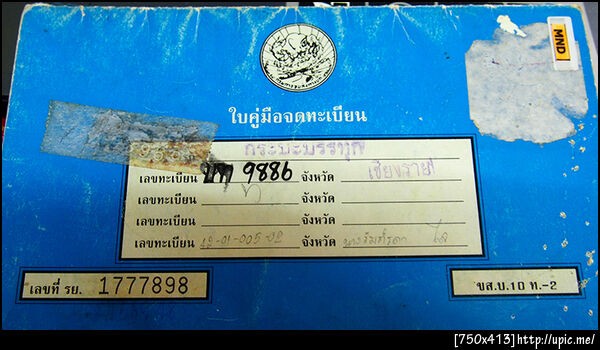 MND
ใบคู่มือจดทะเบียน
กระบะบรรทุก
เลขทะเบียน 9886 จังหวัด เชียงราย
เลขทะเบียน จังหวัด
เลขทะเบียน จังหวัด
เลขทะเบียน จังหวัด
เลขที่ รย. 1777898
ขส.บ.10 ท.-2
[750x413]http://upic.me/